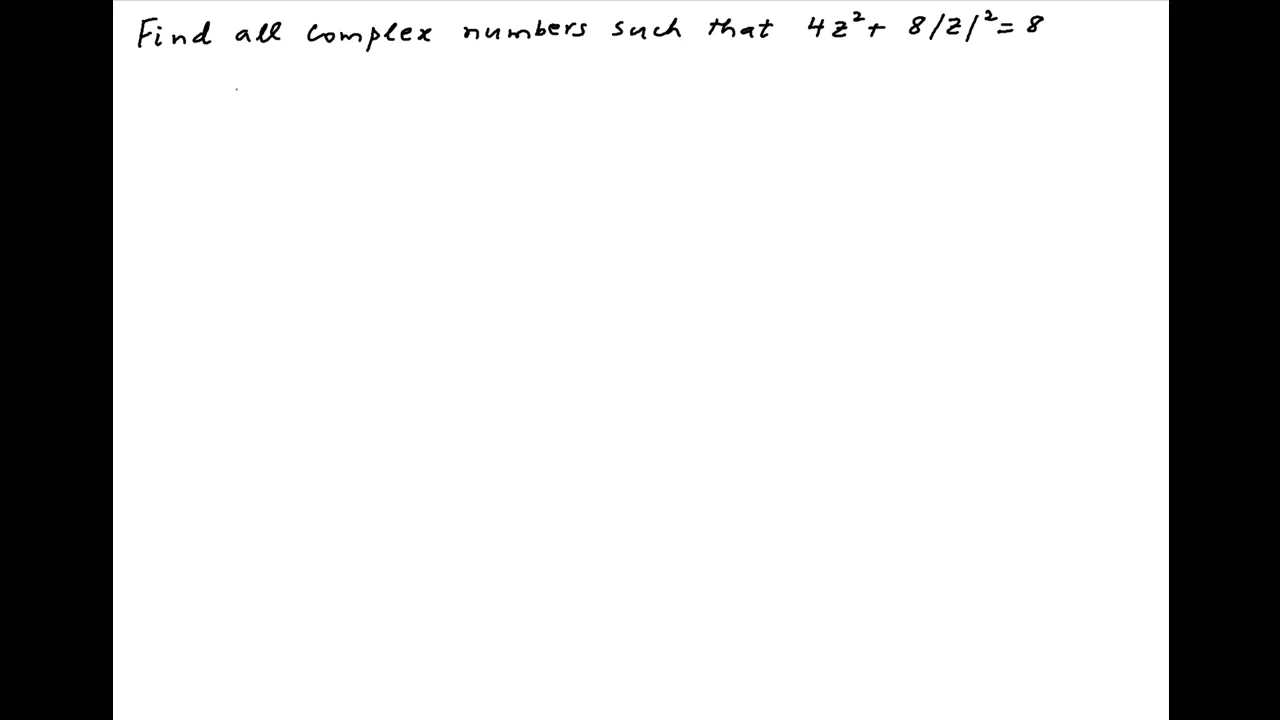 Find all complex numbers such that 4z²+ 8|z|²= 8